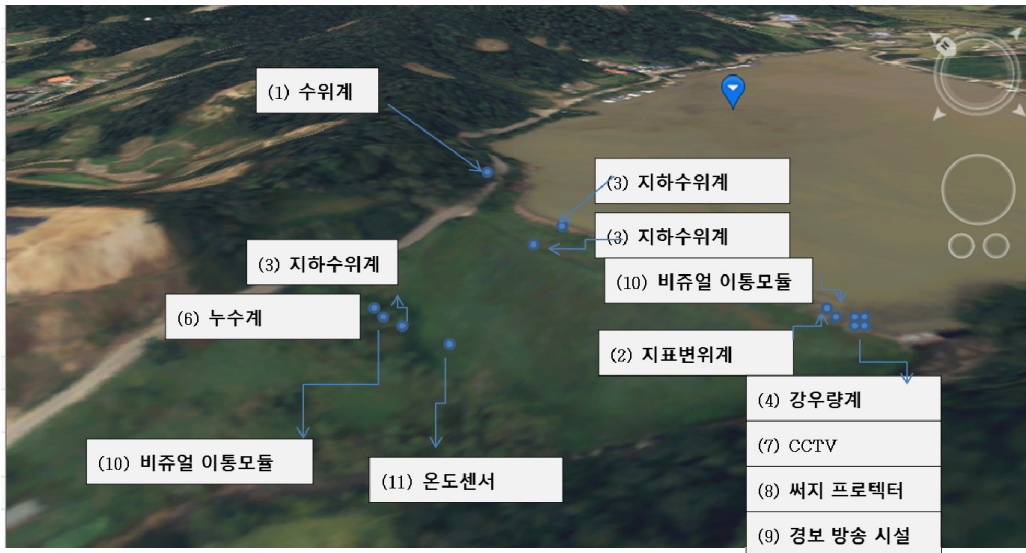 (1) 수위계
(3) 지하수위계
(3) 지하수위계
(3) 지하수위계
(10) 비쥬얼 이통모듈
(6) 누수계
(2) 지표변위계
(4) 강우량계
(7) CCTV
(10) 비쥬얼 이통모듈
(11) 온도센서
(8) 써지 프로텍터
(9) 경보 방송 시설